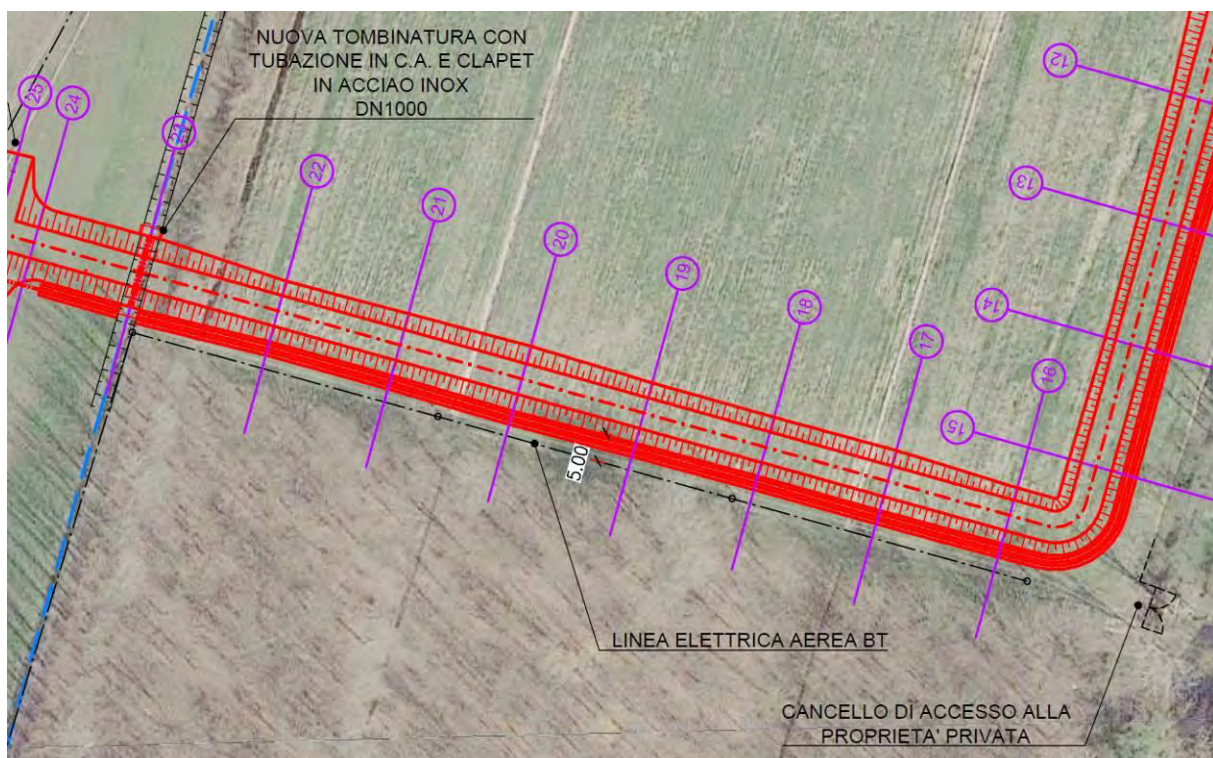 NUOVA TOMBINATURA CON
TUBAZIONE IN C.A. E CLAPET
IN ACCIAO INOX
DN1000
25
24
23
22
21
20
19
18
17
16
15
14
13
12
5.00
LINEA ELETTRICA AEREA BT
CANCELLO DI ACCESSO ALLA
PROPRIETA' PRIVATA